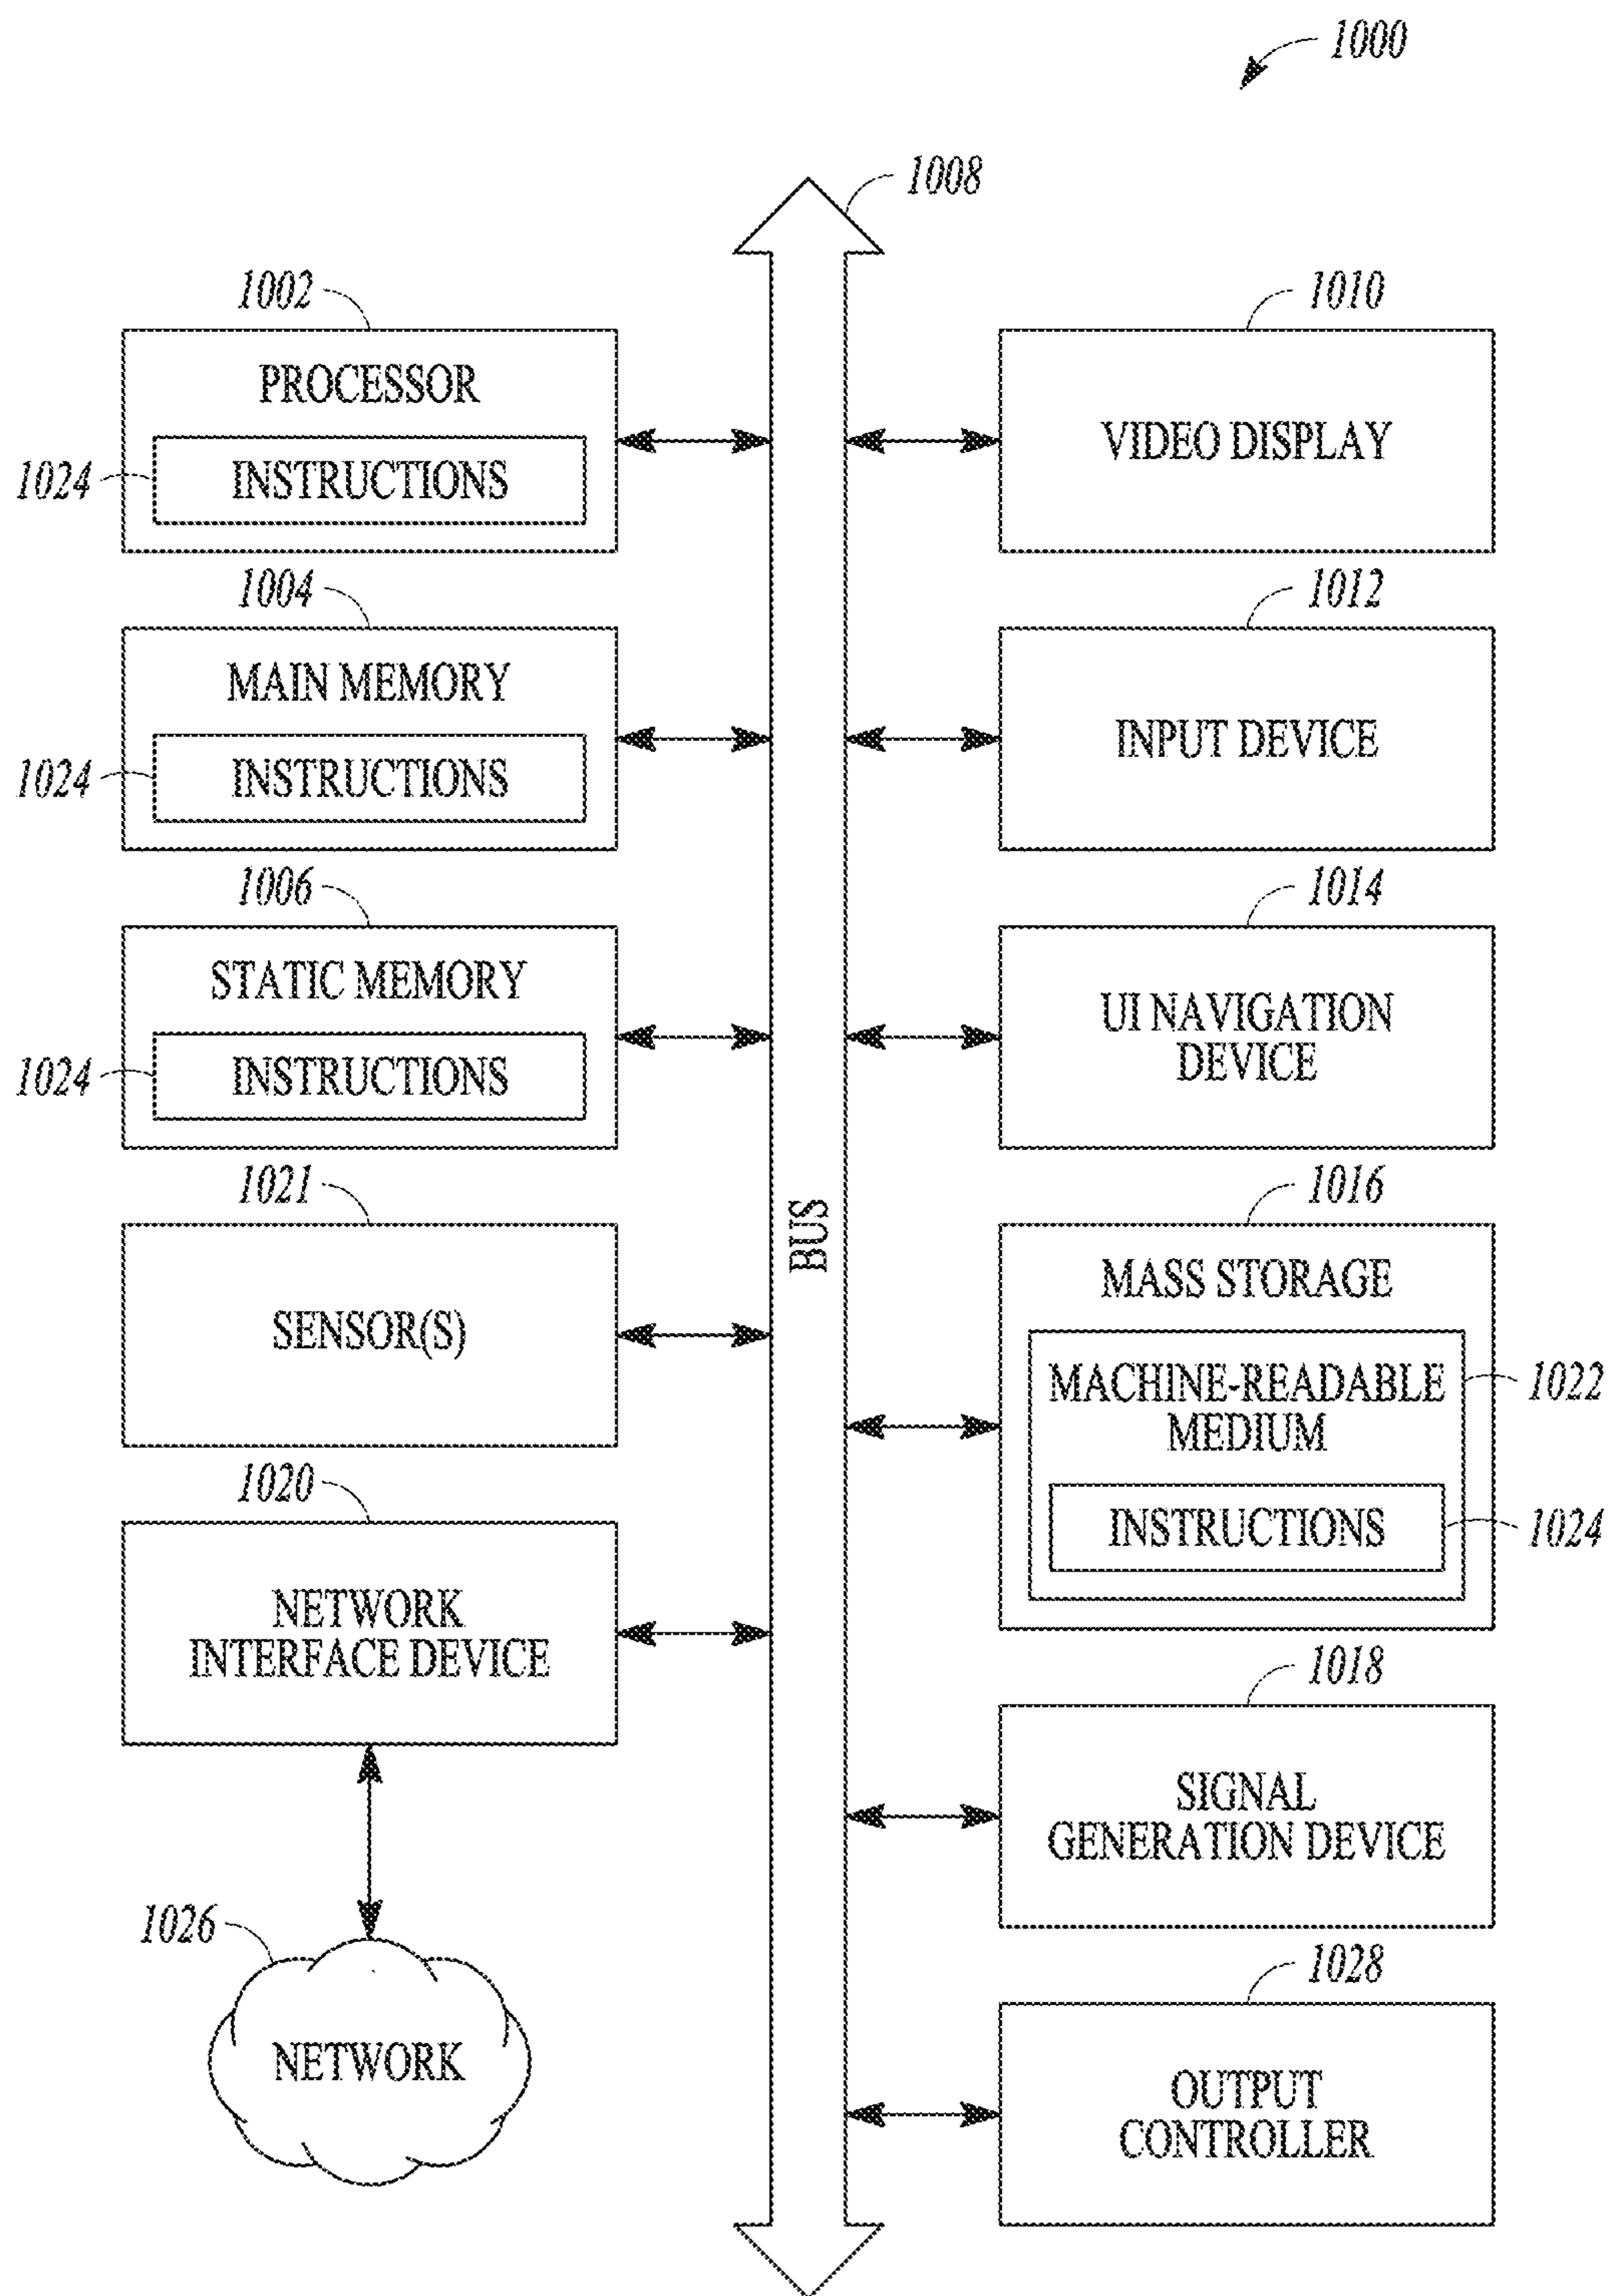 1000
1008
1002
PROCESSOR
1024
INSTRUCTIONS
1004
MAIN MEMORY
1024
INSTRUCTIONS
1006
STATIC MEMORY
1024
INSTRUCTIONS
1021
SENSOR(S)
1020
NETWORK
INTERFACE DEVICE
1026
NETWORK
BUS
1010
VIDEO DISPLAY
1012
INPUT DEVICE
1014
UI NAVIGATION
DEVICE
1016
MASS STORAGE
MACHINE-READABLE
MEDIUM
1022
INSTRUCTIONS
1024
1018
SIGNAL
GENERATION DEVICE
1028
OUTPUT
CONTROLLER